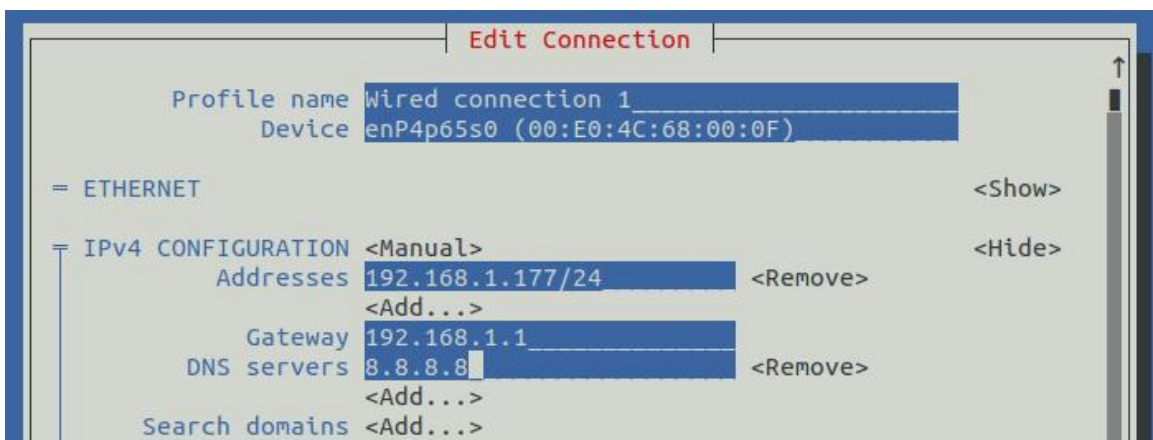 Edit Connection
Profile name Wired connection 1
Device enP4p65s0 (00:E0:4C:68:00:0F)
= ETHERNET <Show>
╤ IPv4 CONFIGURATION <Manual> <Hide>
Addresses 192.168.1.177/24 <Remove>
<Add...>
Gateway 192.168.1.1
DNS servers 8.8.8.8 <Remove>
<Add...>
Search domains <Add...>